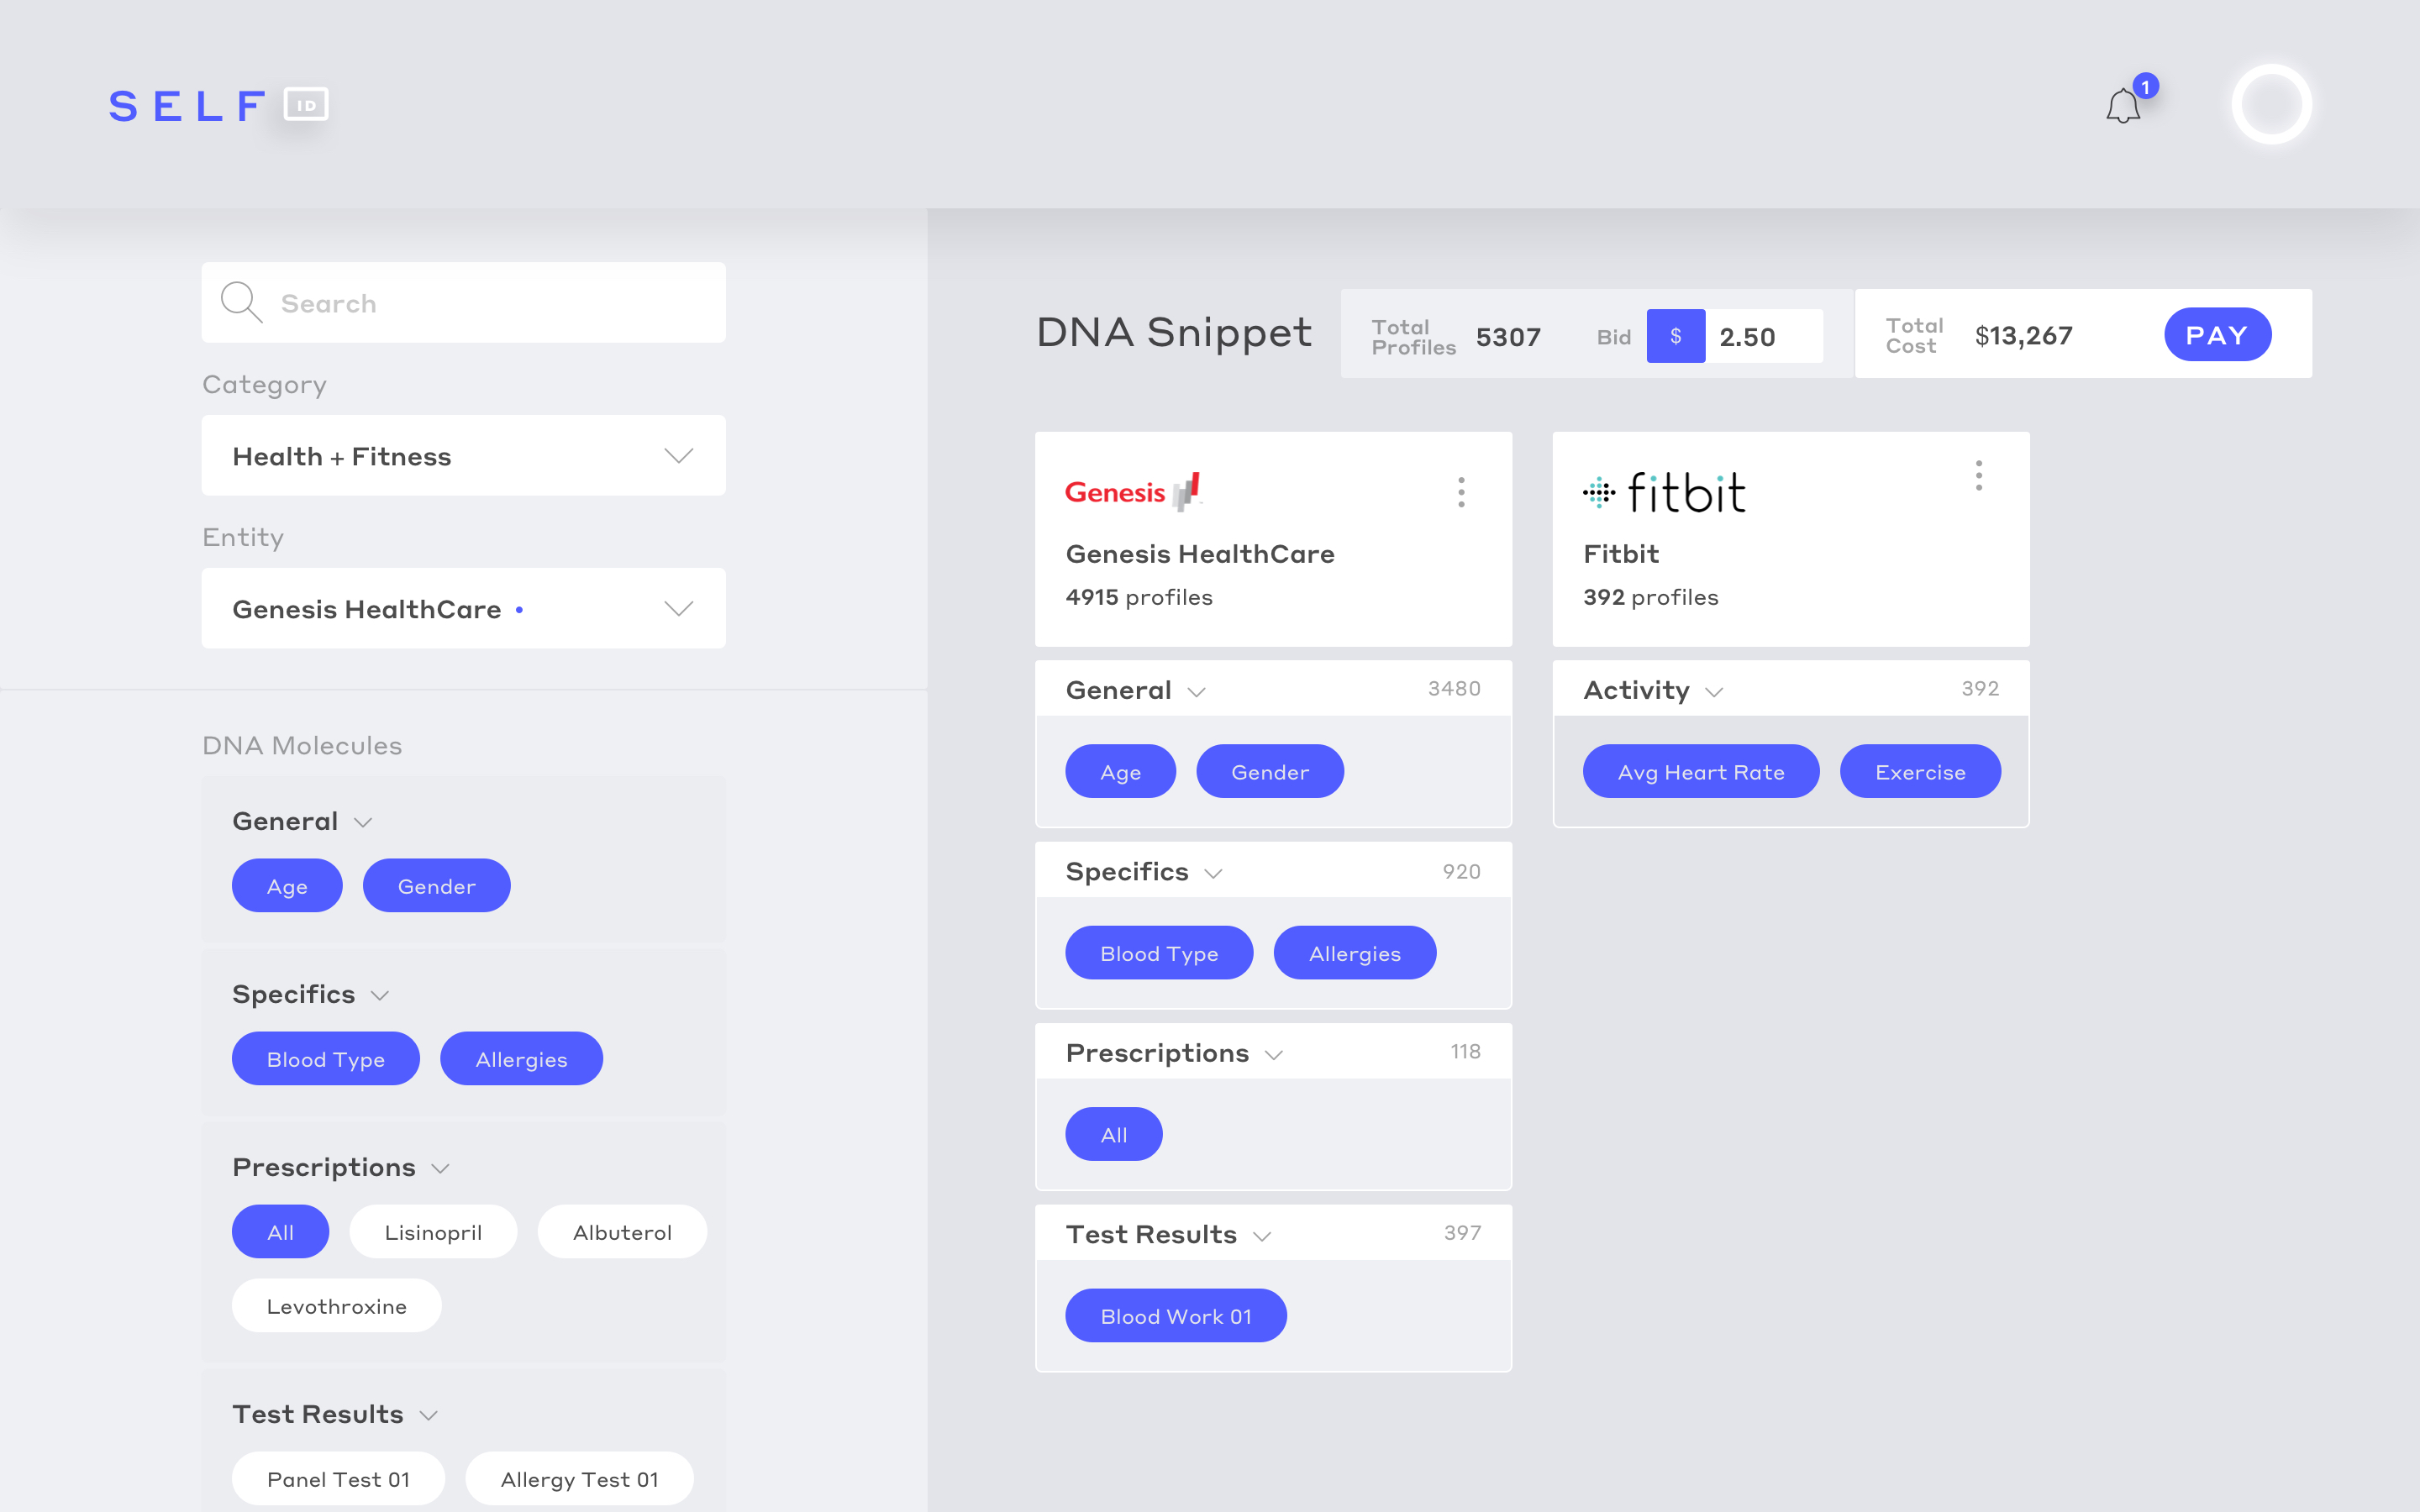 SELF ID
1
Search
Category
Health + Fitness
Entity
Genesis HealthCare •
DNA Molecules
General
Age Gender
Specifics
Blood Type Allergies
Prescriptions
All Lisinopril Albuterol
Levothroxine
Test Results
Panel Test 01 Allergy Test 01
DNA Snippet
Total
Profiles
5307
Bid
$ 2.50
Total
Cost
$13,267
PAY
Genesis
Genesis HealthCare
4915 profiles
General 3480
Age Gender
Specifics 920
Blood Type Allergies
Prescriptions 118
All
Test Results 397
Blood Work 01
fitbit
Fitbit
392 profiles
Activity 392
Avg Heart Rate Exercise